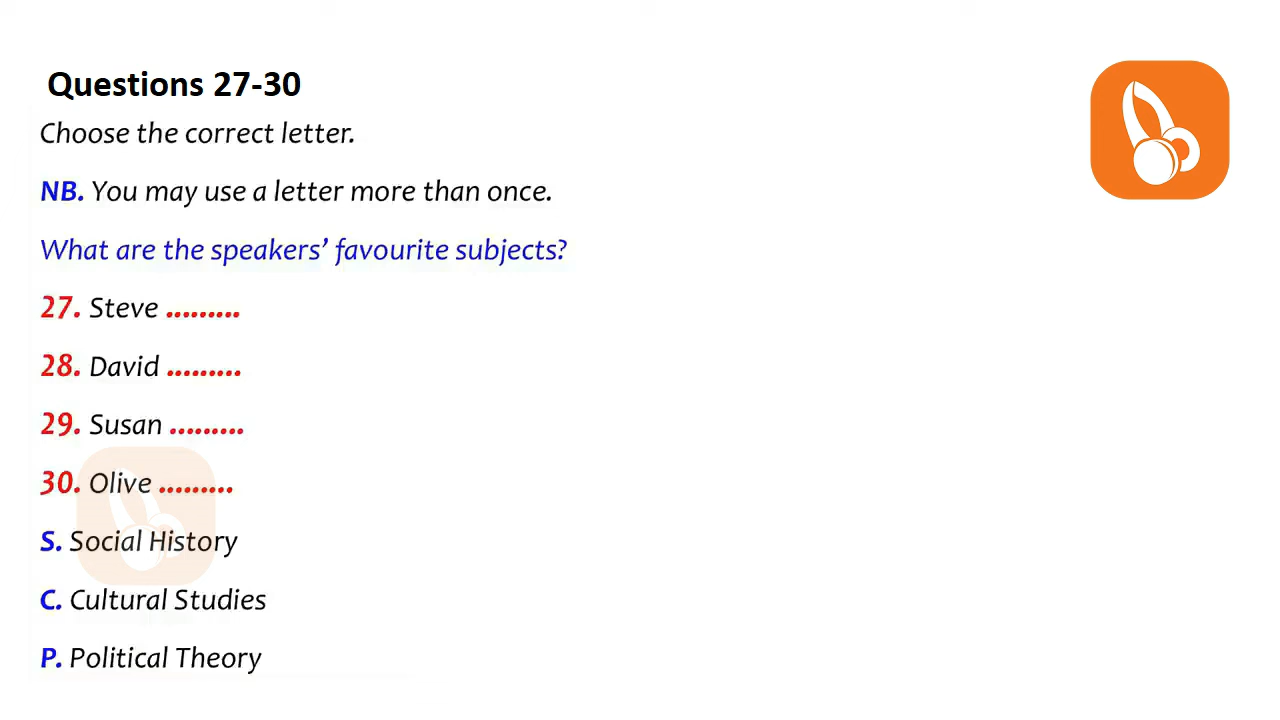 Questions 27-30
Choose the correct letter.
NB. You may use a letter more than once.
What are the speakers’ favourite subjects?
27. Steve .........
28. David .........
29. Susan .........
30. Olive .........
S. Social History
C. Cultural Studies
P. Political Theory